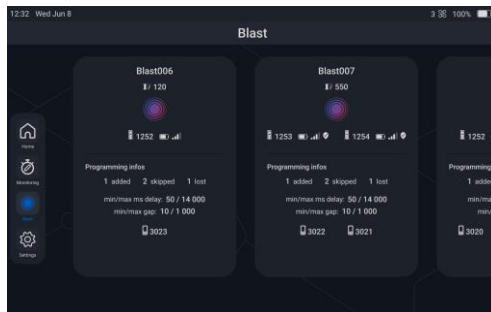 12:32 Wed Jun 8
3 100%
Blast
Home
Monitoring
Blast
Settings
Blast006
/ 120
1252
Programming infos
1 added 2 skipped 1 lost
min/max ms delay: 50 / 14 000
min/max gap: 10 / 1 000
3023
Blast007
/ 550
1253 1254
Programming infos
1 added 2 skipped 1 lost
min/max ms delay: 50 / 14 000
min/max gap: 10 / 1 000
3022 3021
1252
Programming
1 adde
min/ma
min
3020